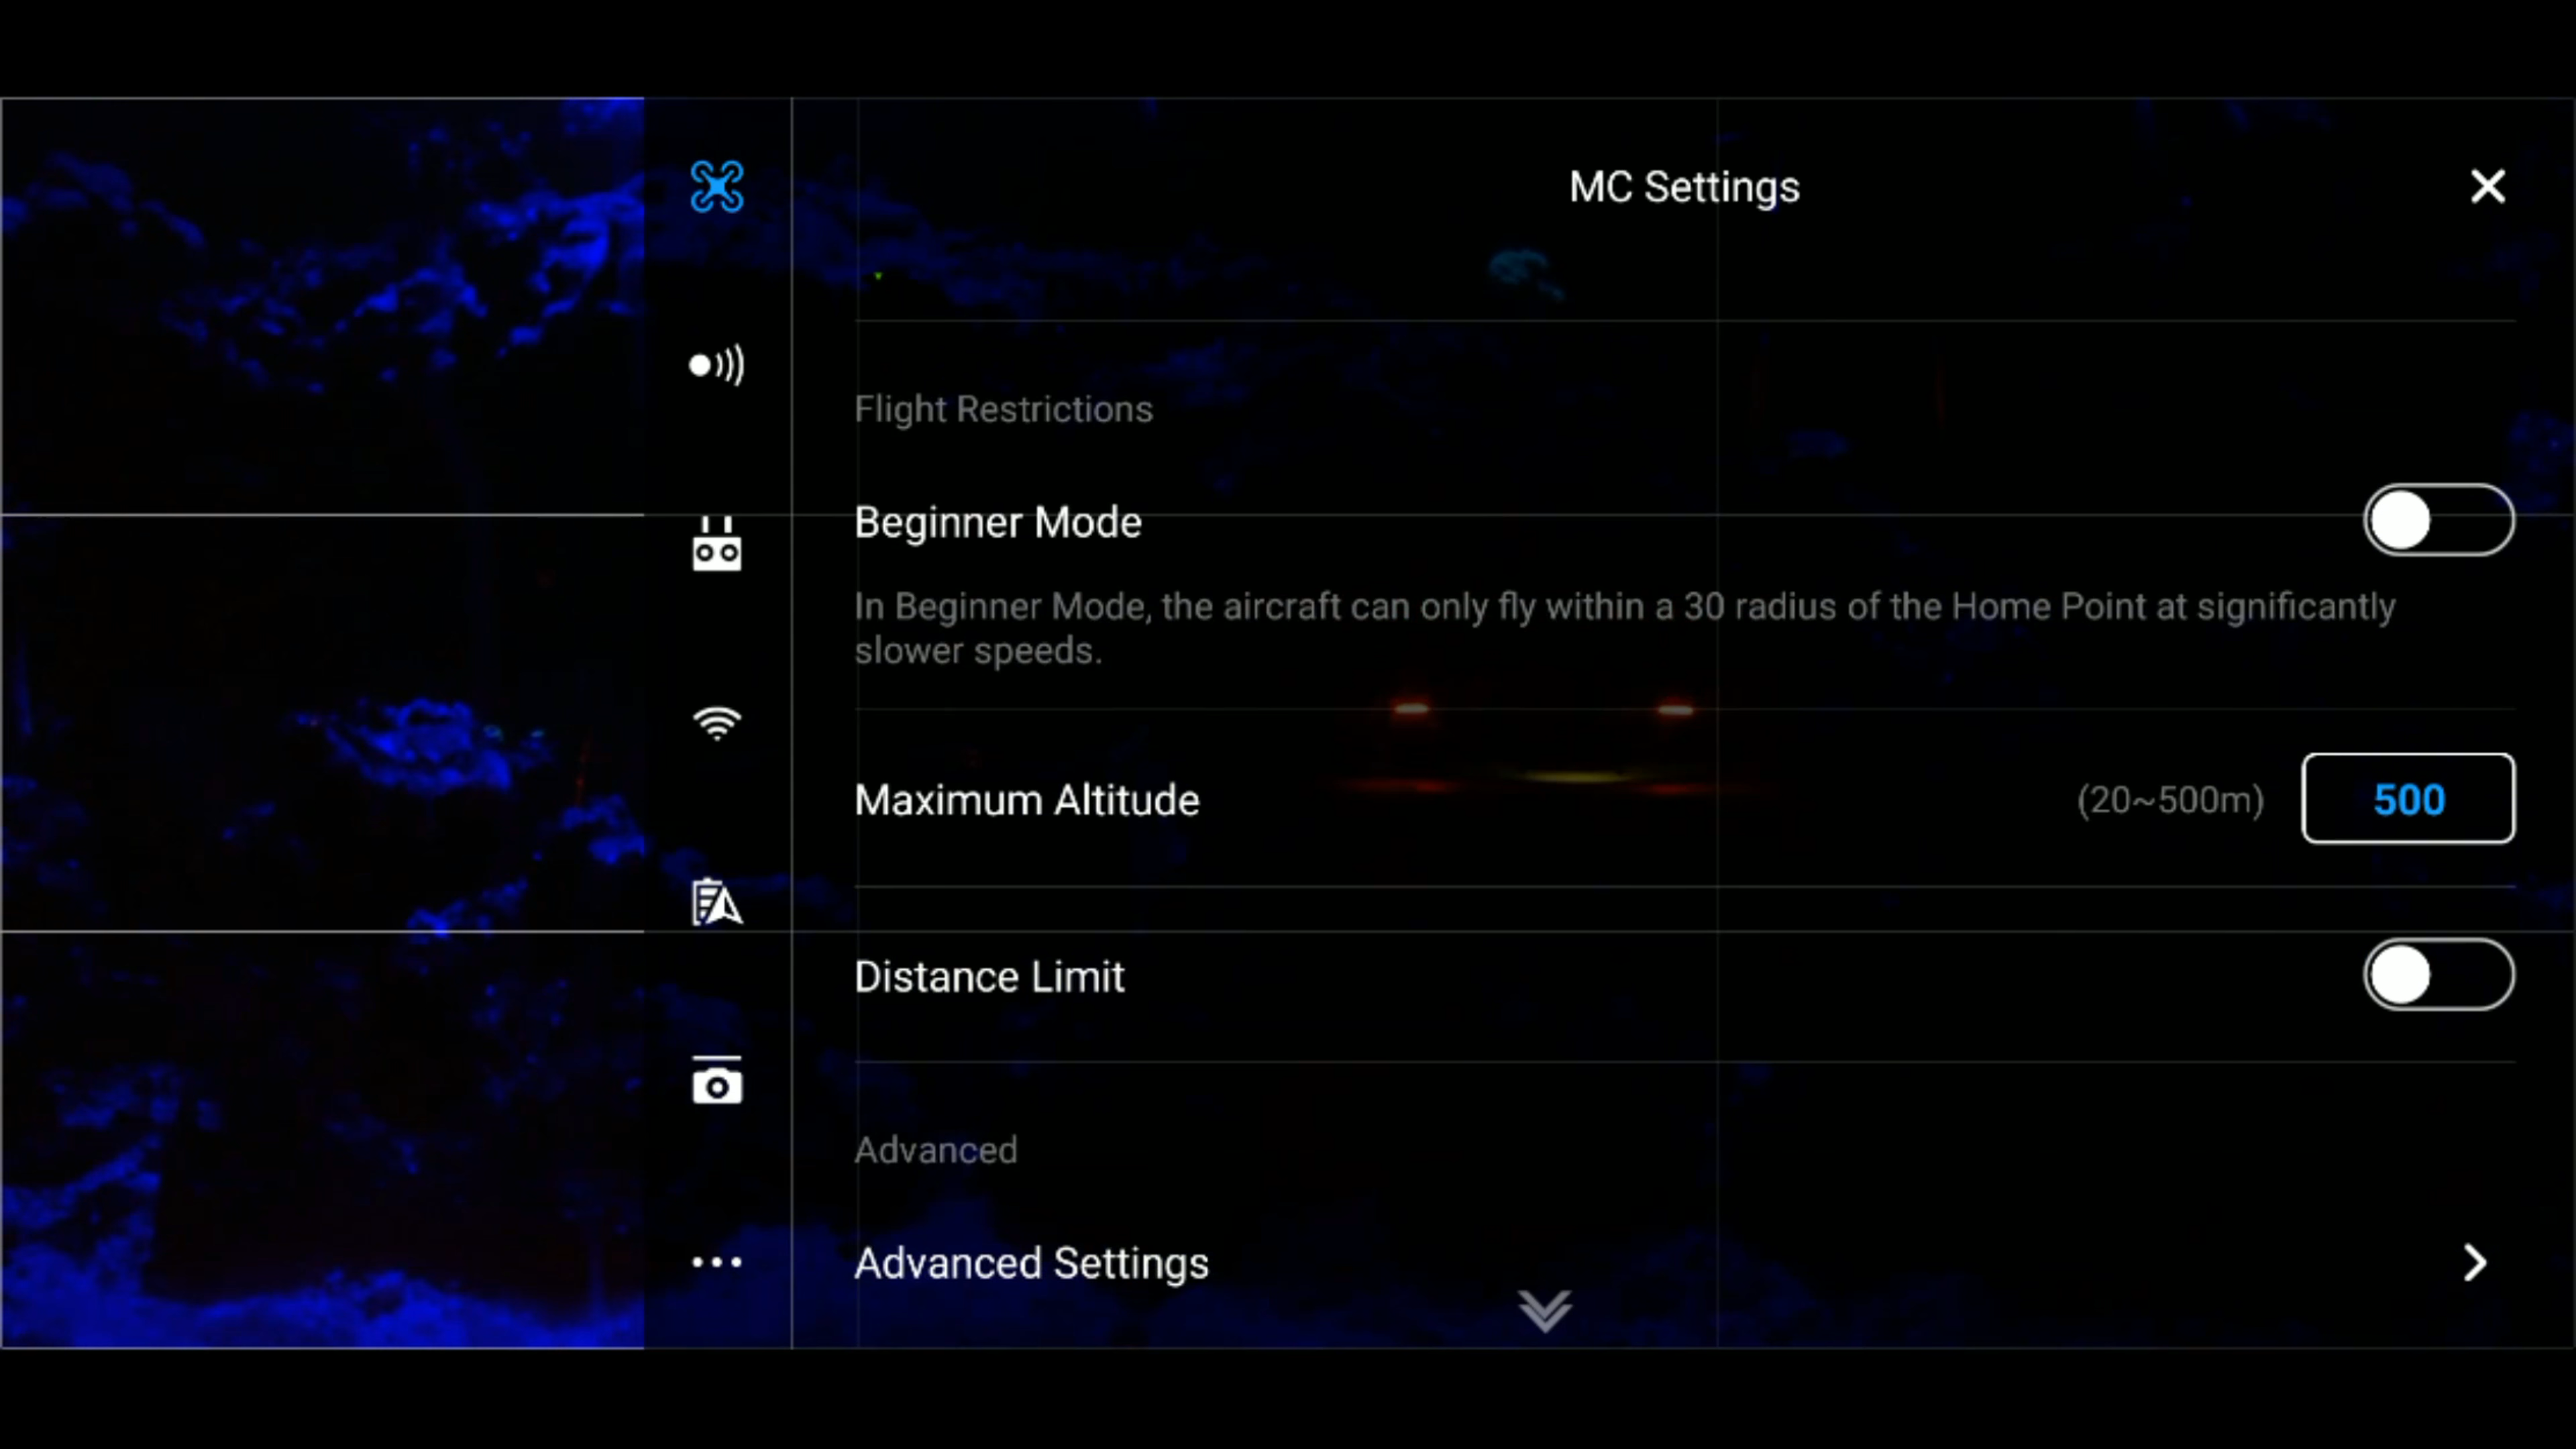 MC Settings
Flight Restrictions
Beginner Mode
In Beginner Mode, the aircraft can only fly within a 30 radius of the Home Point at significantly
slower speeds.
Maximum Altitude (20~500m) 500
Distance Limit
Advanced
Advanced Settings